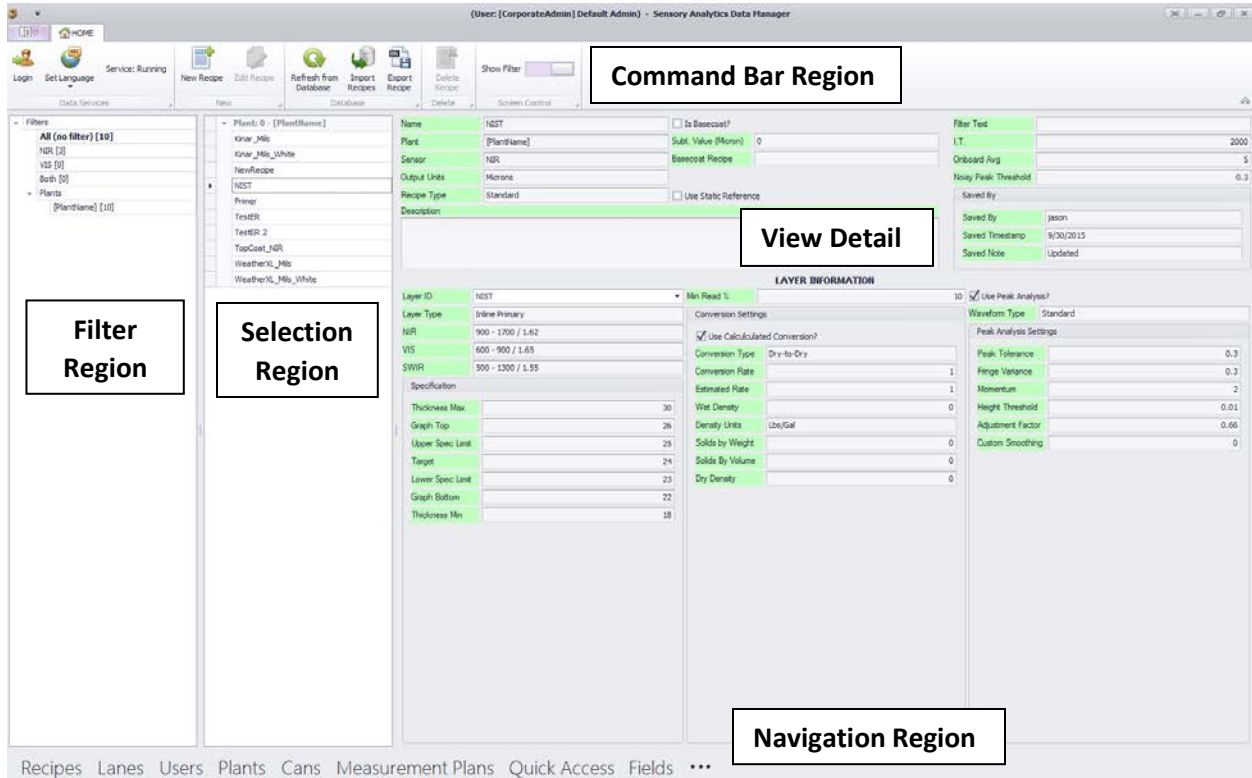 (User: [CorporateAdmin] Default Admin) - Sensory Analytics Data Manager
HOME
Login
Set Language
Service: Running
New Recipe
Edit Recipe
Refresh from Database
Import Recipes
Export Recipe
Delete Recipe
Show Filter
Data Services
New
Database
Delete
Screen Control
Command Bar Region
Filters
All (no filter) [10]
NIR [3]
VIS [0]
Both [0]
Plants
[PlantName] [10]
Filter Region
Plant: 0 - [PlantName]
Kinar_Mils
Kinar_Mils_White
NewRecipe
NIST
Primer
TestER
TestER 2
TopCoat_NIR
WeatherXL_Mils
WeatherXL_Mils_White
Selection Region
Name NIST
Plant [PlantName]
Sensor NIR
Output Units Microns
Recipe Type Standard
Description
Is Basecoat?
Subt. Value (Micron) 0
Basecoat Recipe
Use Static Reference
Filter Text
I.T. 2000
Onboard Avg 5
Noisy Peak Threshold 0.3
Saved By
Saved By jason
Saved Timestamp 9/30/2015
Saved Note Updated
View Detail
LAYER INFORMATION
Layer ID NIST
Layer Type Inline Primary
NIR 900 - 1700 / 1.62
VIS 600 - 900 / 1.65
SWIR 500 - 1300 / 1.55
Specification
Thickness Max 30
Graph Top 26
Upper Spec Limit 25
Target 24
Lower Spec Limit 23
Graph Bottom 22
Thickness Min 18
Min Read % 10
Conversion Settings
Use Calculculated Conversion?
Conversion Type Dry-to-Dry
Conversion Rate 1
Estimated Rate 1
Wet Density 0
Density Units Lbs/Gal
Solids by Weight 0
Solids By Volume 0
Dry Density 0
Use Peak Analysis?
Waveform Type Standard
Peak Analysis Settings
Peak Tolerance 0.3
Fringe Variance 0.3
Momentum 2
Height Threshold 0.01
Adjustment Factor 0.66
Custom Smoothing 0
Navigation Region
Recipes Lanes Users Plants Cans Measurement Plans Quick Access Fields •••